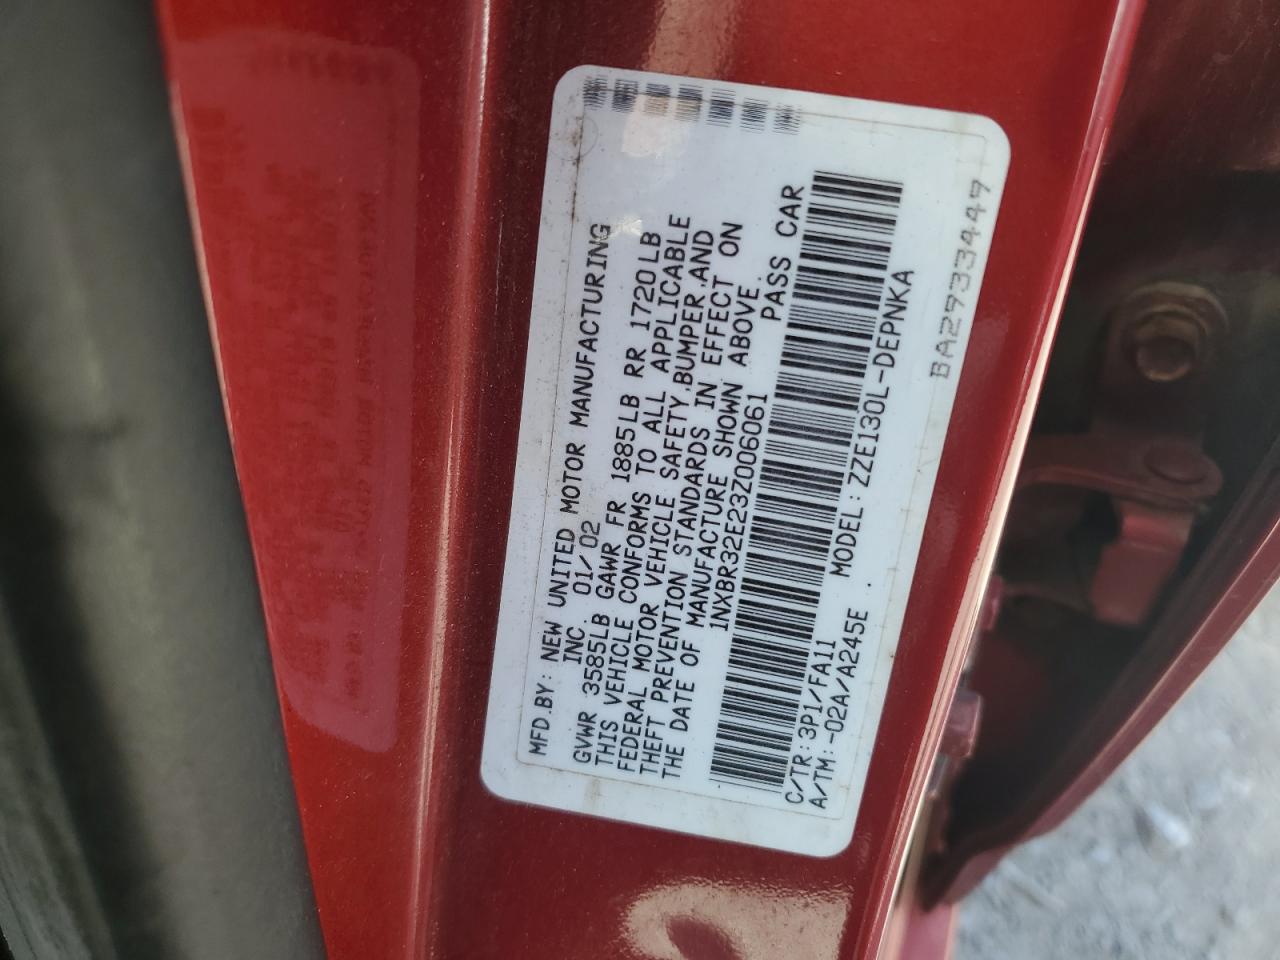 MFD.BY: NEW UNITED MOTOR MANUFACTURING
INC. 01/02
GVWR 3585LB GAWR FR 1885LB RR 1720LB
THIS VEHICLE CONFORMS TO ALL APPLICABLE
FEDERAL MOTOR VEHICLE SAFETY,BUMPER,AND
THEFT PREVENTION STANDARDS IN EFFECT ON
THE DATE OF MANUFACTURE SHOWN ABOVE.
1NXBR32E23Z006061 PASS CAR
C/TR:3P1/FA11 MODEL:ZZE130L-DEPNKA
A/TM:-02A/A245E .
BA2933447